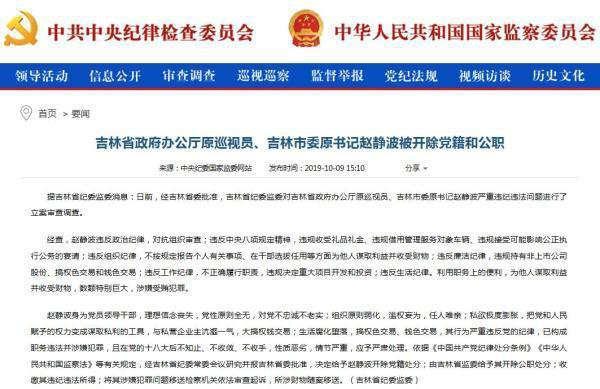 中共中央纪律检查委员会 中华人民共和国国家监察委员会
领导活动 信息公开 审查调查 巡视巡察 监督举报 党纪法规 视频访谈 历史文化
首页 > 要闻
吉林省政府办公厅原巡视员、吉林市委原书记赵静波被开除党籍和公职
来源：中央纪委国家监委网站 发布时间：2019-10-09 15:10 分享
据吉林省纪委监委消息：日前，经吉林省委批准，吉林省纪委监委对吉林省政府办公厅原巡视员、吉林市委原书记赵静波严重违纪违法问题进行了
立案审查调查。
经查，赵静波违反政治纪律，对抗组织审查；违反中央八项规定精神，违规收受礼品礼金、违规借用管理服务对象车辆、违规接受可能影响公正执
行公务的宴请；违反组织纪律，不按规定报告个人有关事项、在干部选拔任用等方面为他人谋取利益并收受财物；违反廉洁纪律，违规持有非上市公司
股份、搞权色交易和钱色交易；违反工作纪律，不正确履行职责，违规决定重大项目开发和投资；违反生活纪律。利用职务上的便利，为他人谋取利益
并收受财物，数额特别巨大，涉嫌受贿犯罪。
赵静波身为党员领导干部，理想信念丧失，党性原则全无，对党不忠诚不老实；组织原则弱化，滥权妄为，任人唯亲；私欲极度膨胀，把党和人民
赋予的权力变成谋取私利的工具，与私营企业主沆瀣一气，大搞权钱交易；生活腐化堕落，搞权色交易、钱色交易，其行为严重违反党的纪律，已构成
职务违法并涉嫌犯罪，且在党的十八大后不知止、不收敛、不收手，性质恶劣，情节严重，应予严肃处理。依据《中国共产党纪律处分条例》《中华人
民共和国监察法》等有关规定，经吉林省纪委常委会议研究并报吉林省委批准，决定给予赵静波开除党籍处分；由吉林省监委给予其开除公职处分；收
缴其违纪违法所得；将其涉嫌犯罪问题移送检察机关依法审查起诉，所涉财物随案移送。（吉林省纪委监委）